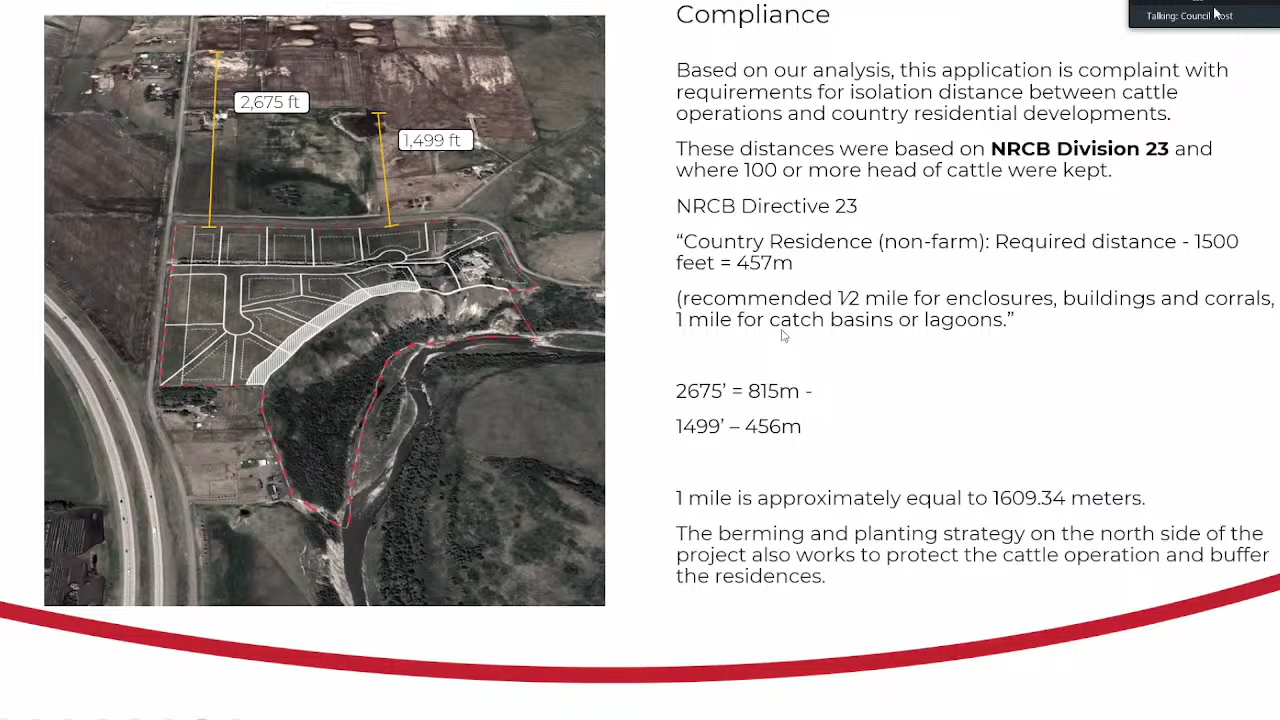 Compliance
Talking: Council
2,675 ft
1,499 ft
Based on our analysis, this application is complaint with
requirements for isolation distance between cattle
operations and country residential developments.
These distances were based on NRCB Division 23 and
where 100 or more head of cattle were kept.
NRCB Directive 23
“Country Residence (non-farm): Required distance - 1500
feet = 457m
(recommended 1⁄2 mile for enclosures, buildings and corrals,
1 mile for catch basins or lagoons.”
2675’ = 815m -
1499’ – 456m
1 mile is approximately equal to 1609.34 meters.
The berming and planting strategy on the north side of the
project also works to protect the cattle operation and buffer
the residences.